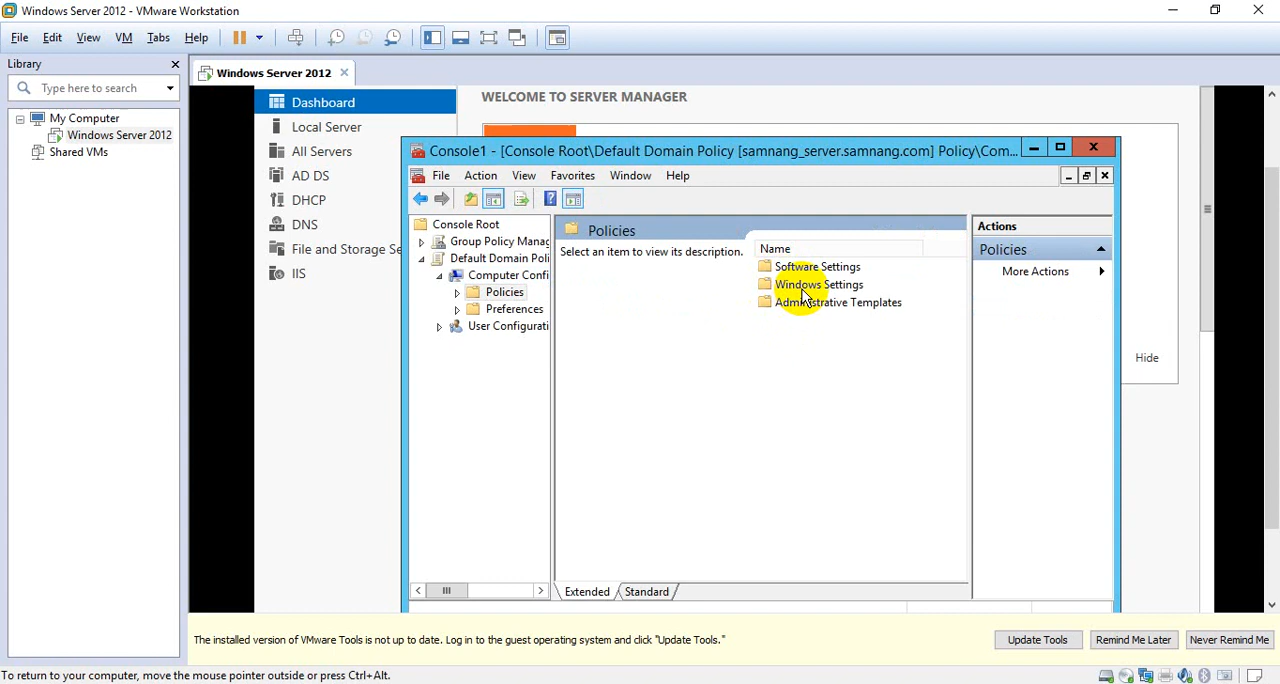 Windows Server 2012 - VMware Workstation
File Edit View VM Tabs Help
Library
Type here to search
My Computer
Windows Server 2012
Shared VMs
Windows Server 2012
Dashboard
Local Server
All Servers
AD DS
DHCP
DNS
File and Storage Se
IIS
WELCOME TO SERVER MANAGER
Hide
Console1 - [Console Root\Default Domain Policy [samnang_server.samnang.com] Policy\Com...
File Action View Favorites Window Help
Console Root
Group Policy Manag
Default Domain Poli
Computer Confi
Policies
Preferences
User Configurati
Policies
Select an item to view its description.
Name
Software Settings
Windows Settings
Administrative Templates
Extended Standard
Actions
Policies
More Actions
The installed version of VMware Tools is not up to date. Log in to the guest operating system and click "Update Tools."
Update Tools Remind Me Later Never Remind Me
To return to your computer, move the mouse pointer outside or press Ctrl+Alt.